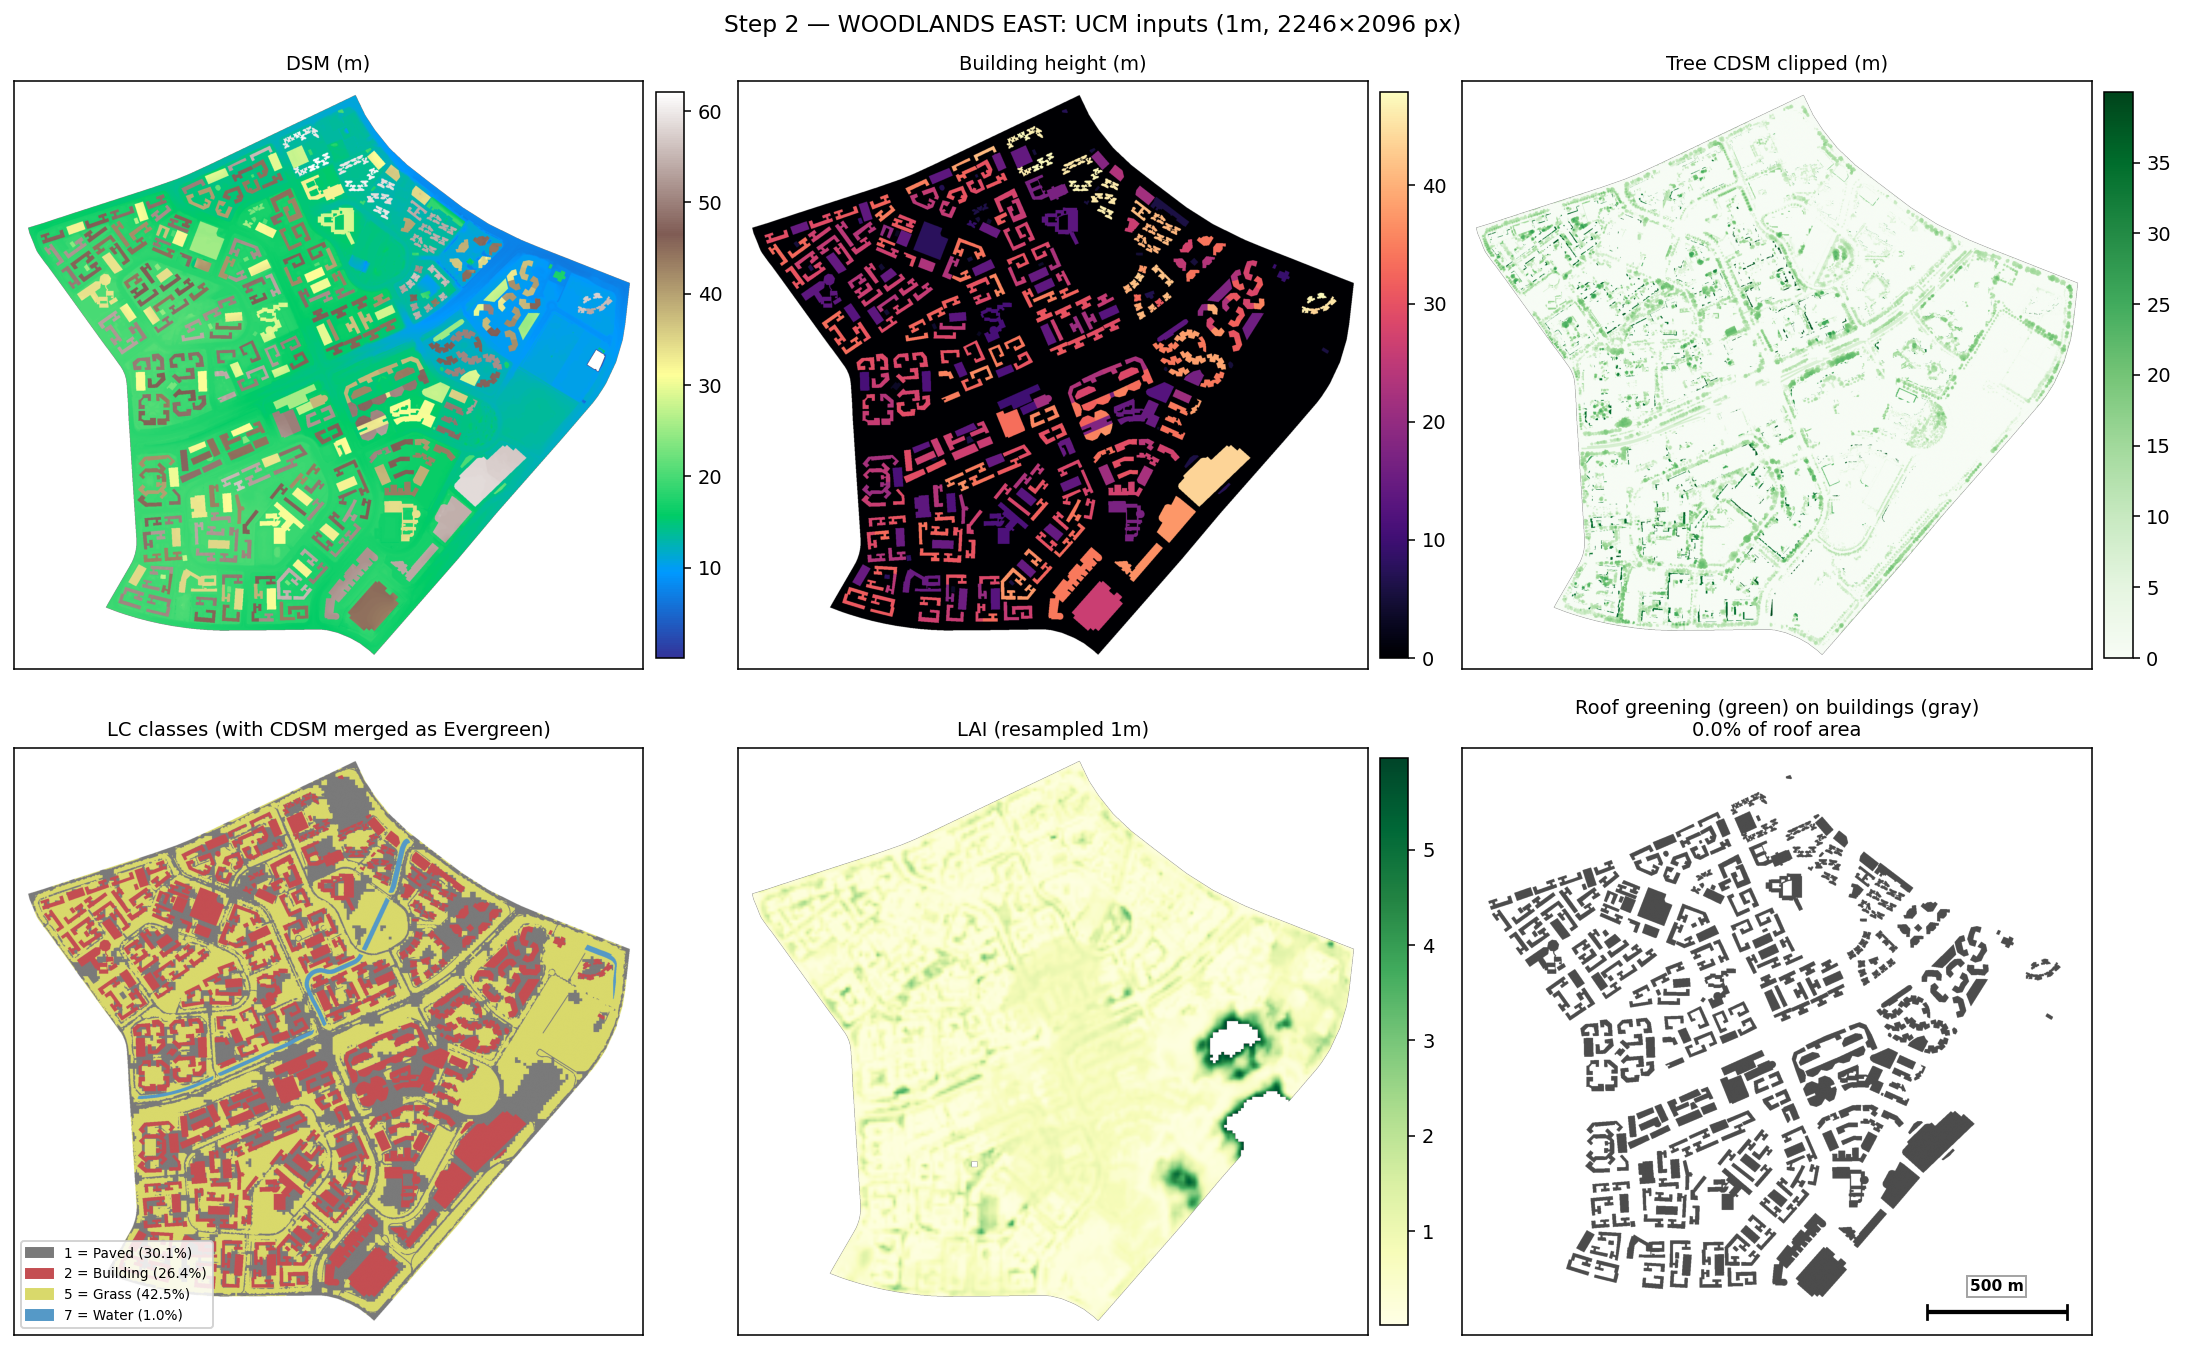 Step 2 — WOODLANDS EAST: UCM inputs (1m, 2246×2096 px)
DSM (m)
60
50
40
30
20
10
Building height (m)
40
30
20
10
0
Tree CDSM clipped (m)
35
30
25
20
15
10
5
0
LC classes (with CDSM merged as Evergreen)
1 = Paved (30.1%)
2 = Building (26.4%)
5 = Grass (42.5%)
7 = Water (1.0%)
LAI (resampled 1m)
5
4
3
2
1
Roof greening (green) on buildings (gray)
0.0% of roof area
500 m